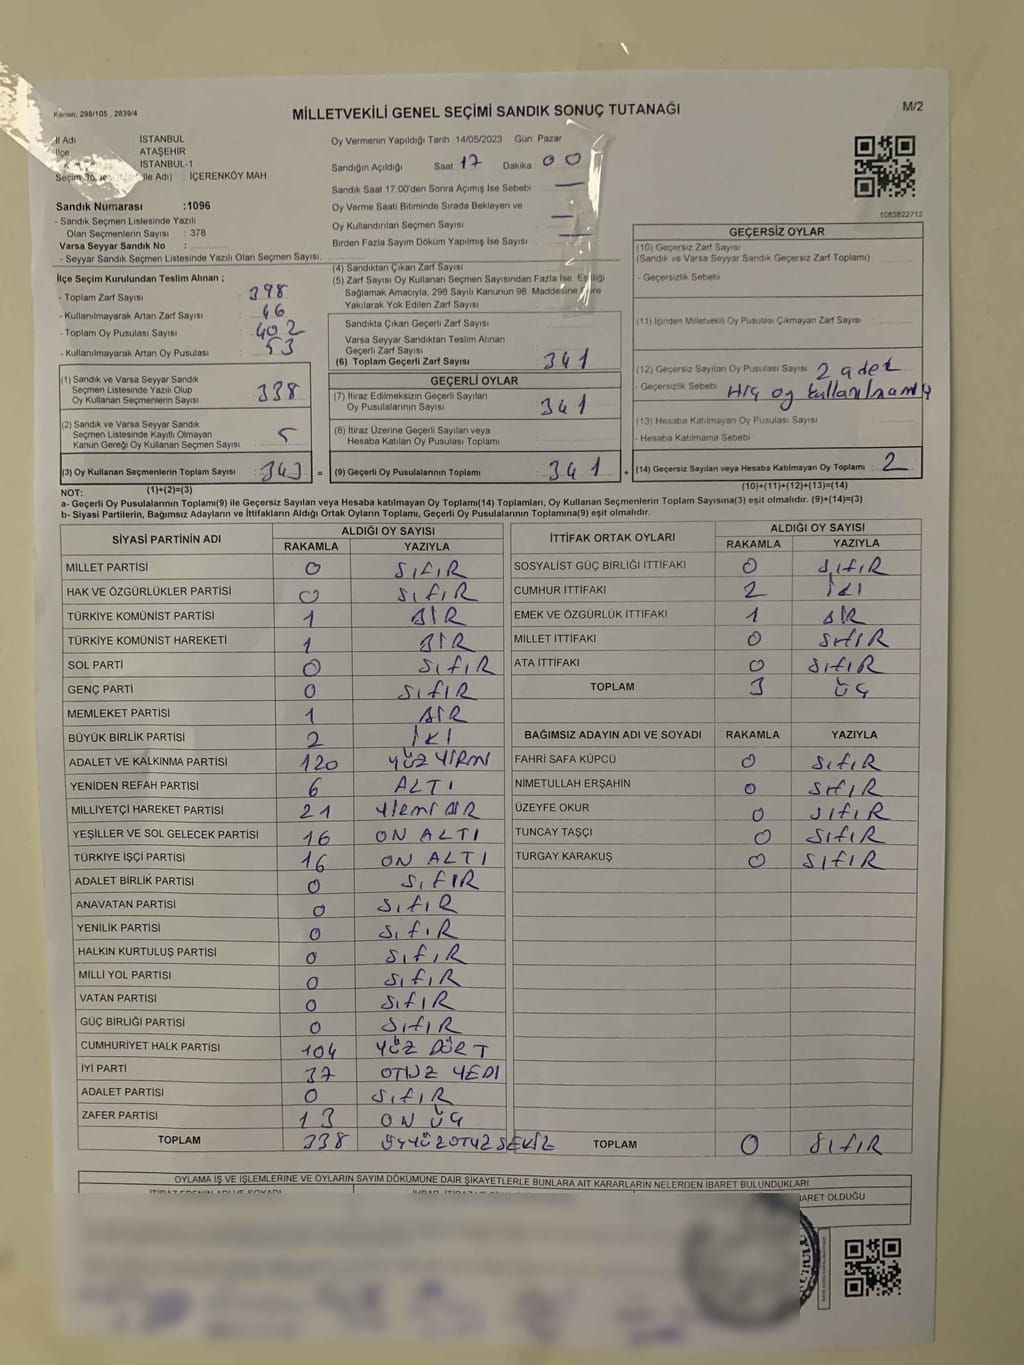 Kanun, 298/105 , 2839/4
MİLLETVEKİLİ GENEL SEÇİMİ SANDIK SONUÇ TUTANAĞI
M/2
İl Adı : İSTANBUL
İlçe : ATAŞEHİR
İSTANBUL-1
Seçim lle Adı) : İÇERENKÖY MAH
Sandık Numarası :1096
- Sandık Seçmen Listesinde Yazılı
Olan Seçmenlerin Sayısı : 378
Varsa Seyyar Sandık No :
- Seyyar Sandık Seçmen Listesinde Yazılı Olan Seçmen Sayısı:
Oy Vermenin Yapıldığı Tarih 14/05/2023 Gün: Pazar
Sandığın Açıldığı Saat 17 Dakika 00
Sandık Saat 17:00'den Sonra Açımış İse Sebebi —
Oy Verme Saati Bitiminde Sırada Bekleyen ve
Oy Kullandırılan Seçmen Sayısı —
Birden Fazla Sayım Döküm Yapılmış İse Sayısı —
1083822712
İlçe Seçim Kurulundan Teslim Alınan ;
- Toplam Zarf Sayısı 398
- Kullanılmayarak Artan Zarf Sayısı
- Toplam Oy Pusulası Sayısı 402
- Kullanılmayarak Artan Oy Pusulası 53
(1) Sandık ve Varsa Seyyar Sandık
Seçmen Listesinde Yazılı Olup
Oy Kullanan Seçmenlerin Sayısı 338
(2) Sandık ve Varsa Seyyar Sandık
Seçmen Listesinde Kayıtlı Olmayan
Kanun Gereği Oy Kullanan Seçmen Sayısı 5
(3) Oy Kullanan Seçmenlerin Toplam Sayısı 343 =
(4) Sandıktan Çıkan Zarf Sayısı
(5) Zarf Sayısı Oy Kullanan Seçmen Sayısından Fazla İse, Eşitliği
Sağlamak Amacıyla, 298 Sayılı Kanunun 98. Maddesine Göre
Yakılarak Yok Edilen Zarf Sayısı
Sandıkta Çıkan Geçerli Zarf Sayısı
Varsa Seyyar Sandıktan Teslim Alınan
Geçerli Zarf Sayısı
(6) Toplam Geçerli Zarf Sayısı 341
GEÇERLİ OYLAR
(7) İtiraz Edilmeksizin Geçerli Sayılan
Oy Pusulalarının Sayısı 341
(8) İtiraz Üzerine Geçerli Sayılan veya
Hesaba Katılan Oy Pusulası Toplamı
(9) Geçerli Oy Pusulalarının Toplamı 341 +
GEÇERSİZ OYLAR
(10) Geçersiz Zarf Sayısı
(Sandık ve Varsa Seyyar Sandık Geçersiz Zarf Toplamı)
- Geçersizlik Sebebi
(11) İçinden Milletvekili Oy Pusulası Çıkmayan Zarf Sayısı
(12) Geçersiz Sayılan Oy Pusulası Sayısı 2 adet
- Geçersizlik Sebebi Hiç oy kullanılnamış
(13) Hesaba Katılmayan Oy Pusulası Sayısı
- Hesaba Katılmama Sebebi
(14) Geçersiz Sayılan veya Hesaba Katılmayan Oy Toplamı : 2
NOT: (1)+(2)=(3)
(10)+(11)+(12)+(13)=(14)
a- Geçerli Oy Pusulalarının Toplamı(9) ile Geçersiz Sayılan veya Hesaba katılmayan Oy Toplamı(14) Toplamları, Oy Kullanan Seçmenlerin Toplam Sayısına(3) eşit olmalıdır. (9)+(14)=(3)
b- Siyasi Partilerin, Bağımsız Adayların ve İttifakların Aldığı Ortak Oyların Toplamı, Geçerli Oy Pusulalarının Toplamına(9) eşit olmalıdır.
SİYASİ PARTİNİN ADI ALDIĞI OY SAYISI
RAKAMLA YAZIYLA
MİLLET PARTİSİ 0 SIFIR
HAK VE ÖZGÜRLÜKLER PARTİSİ 0 SIFIR
TÜRKİYE KOMÜNİST PARTİSİ 1 BİR
TÜRKİYE KOMÜNİST HAREKETİ 1 BİR
SOL PARTİ 0 SIFIR
GENÇ PARTİ 0 SIFIR
MEMLEKET PARTİSİ 1 BİR
BÜYÜK BİRLİK PARTİSİ 2 İKİ
ADALET VE KALKINMA PARTİSİ 120 YÜZ YİRMİ
YENİDEN REFAH PARTİSİ 6 ALTI
MİLLİYETÇİ HAREKET PARTİSİ 21 YİRMİ BİR
YEŞİLLER VE SOL GELECEK PARTİSİ 16 ON ALTI
TÜRKİYE İŞÇİ PARTİSİ 16 ON ALTI
ADALET BİRLİK PARTİSİ 0 SIFIR
ANAVATAN PARTİSİ 0 SIFIR
YENİLİK PARTİSİ 0 SIFIR
HALKIN KURTULUŞ PARTİSİ 0 SIFIR
MİLLİ YOL PARTİSİ 0 SIFIR
VATAN PARTİSİ 0 SIFIR
GÜÇ BİRLİĞİ PARTİSİ 0 SIFIR
CUMHURİYET HALK PARTİSİ 104 YÜZ DÖRT
İYİ PARTİ 37 OTUZ YEDİ
ADALET PARTİSİ 0 SIFIR
ZAFER PARTİSİ 13 ON ÜÇ
TOPLAM 338 ÜÇYÜZOTUZSEKİZ
İTTİFAK ORTAK OYLARI ALDIĞI OY SAYISI
RAKAMLA YAZIYLA
SOSYALİST GÜÇ BİRLİĞİ İTTİFAKI 0 SIFIR
CUMHUR İTTİFAKI 2 İKİ
EMEK VE ÖZGÜRLÜK İTTİFAKI 1 BİR
MİLLET İTTİFAKI 0 SIFIR
ATA İTTİFAKI 0 SIFIR
TOPLAM 3 ÜÇ
BAĞIMSIZ ADAYIN ADI VE SOYADI RAKAMLA YAZIYLA
FAHRİ SAFA KÜPCÜ 0 SIFIR
NİMETULLAH ERŞAHİN 0 SIFIR
ÜZEYFE OKUR 0 SIFIR
TUNCAY TAŞÇI 0 SIFIR
TURGAY KARAKUŞ 0 SIFIR
TOPLAM 0 SIFIR
OYLAMA İŞ VE İŞLEMLERİNE VE OYLARIN SAYIM DÖKÜMÜNE DAİR ŞİKAYETLERLE BUNLARA AİT KARARLARIN NELERDEN İBARET BULUNDUKLARI
İTİRAZ EDENİN ADI VE SOYADI
İBARET OLDUĞU